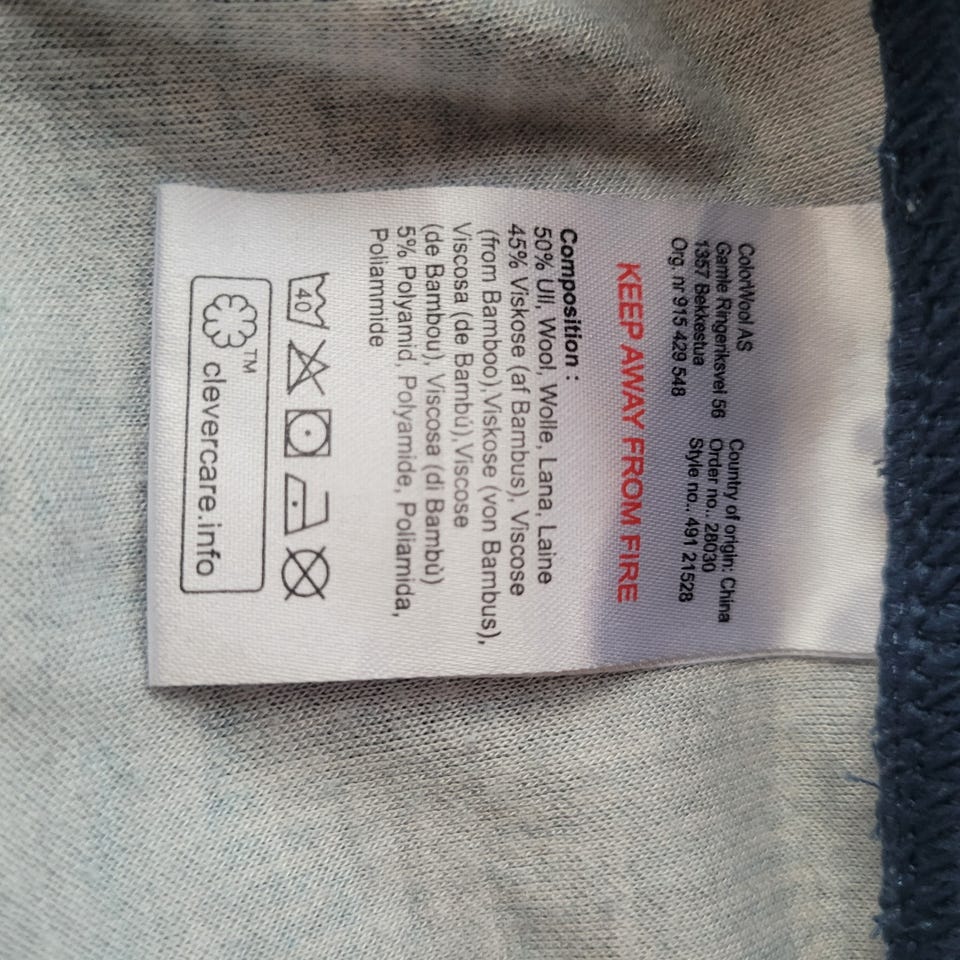 ColorWool AS
Gamle Ringeriksvei 56
1357 Bekkestua
Org. nr 915 429 548
Country of origin: China
Order no.. 28030
Style no.. 491 21528
KEEP AWAY FROM FIRE
Composition :
50% Ull, Wool, Wolle, Lana, Laine
45% Viskose (af Bambus), Viscose
(from Bamboo),Viskose (von Bambus),
Viscosa (de Bambú),Viscose
(de Bambou), Viscosa (di Bambù)
5% Polyamid, Polyamide, Poliamida,
Poliammide
40
TM
clevercare.info